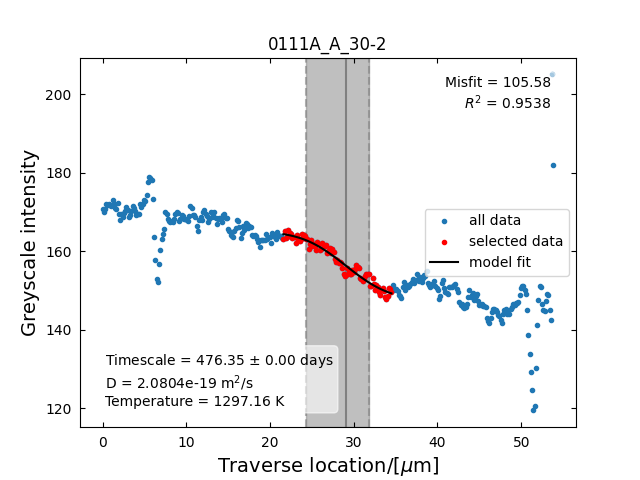 0111A_A_30-2
Misfit = 105.58
R² = 0.9538
all data
selected data
model fit
Timescale = 476.35 ± 0.00 days
D = 2.0804e-19 m²/s
Temperature = 1297.16 K
Greyscale intensity
200
180
160
140
120
0 10 20 30 40 50
Traverse location/[μm]